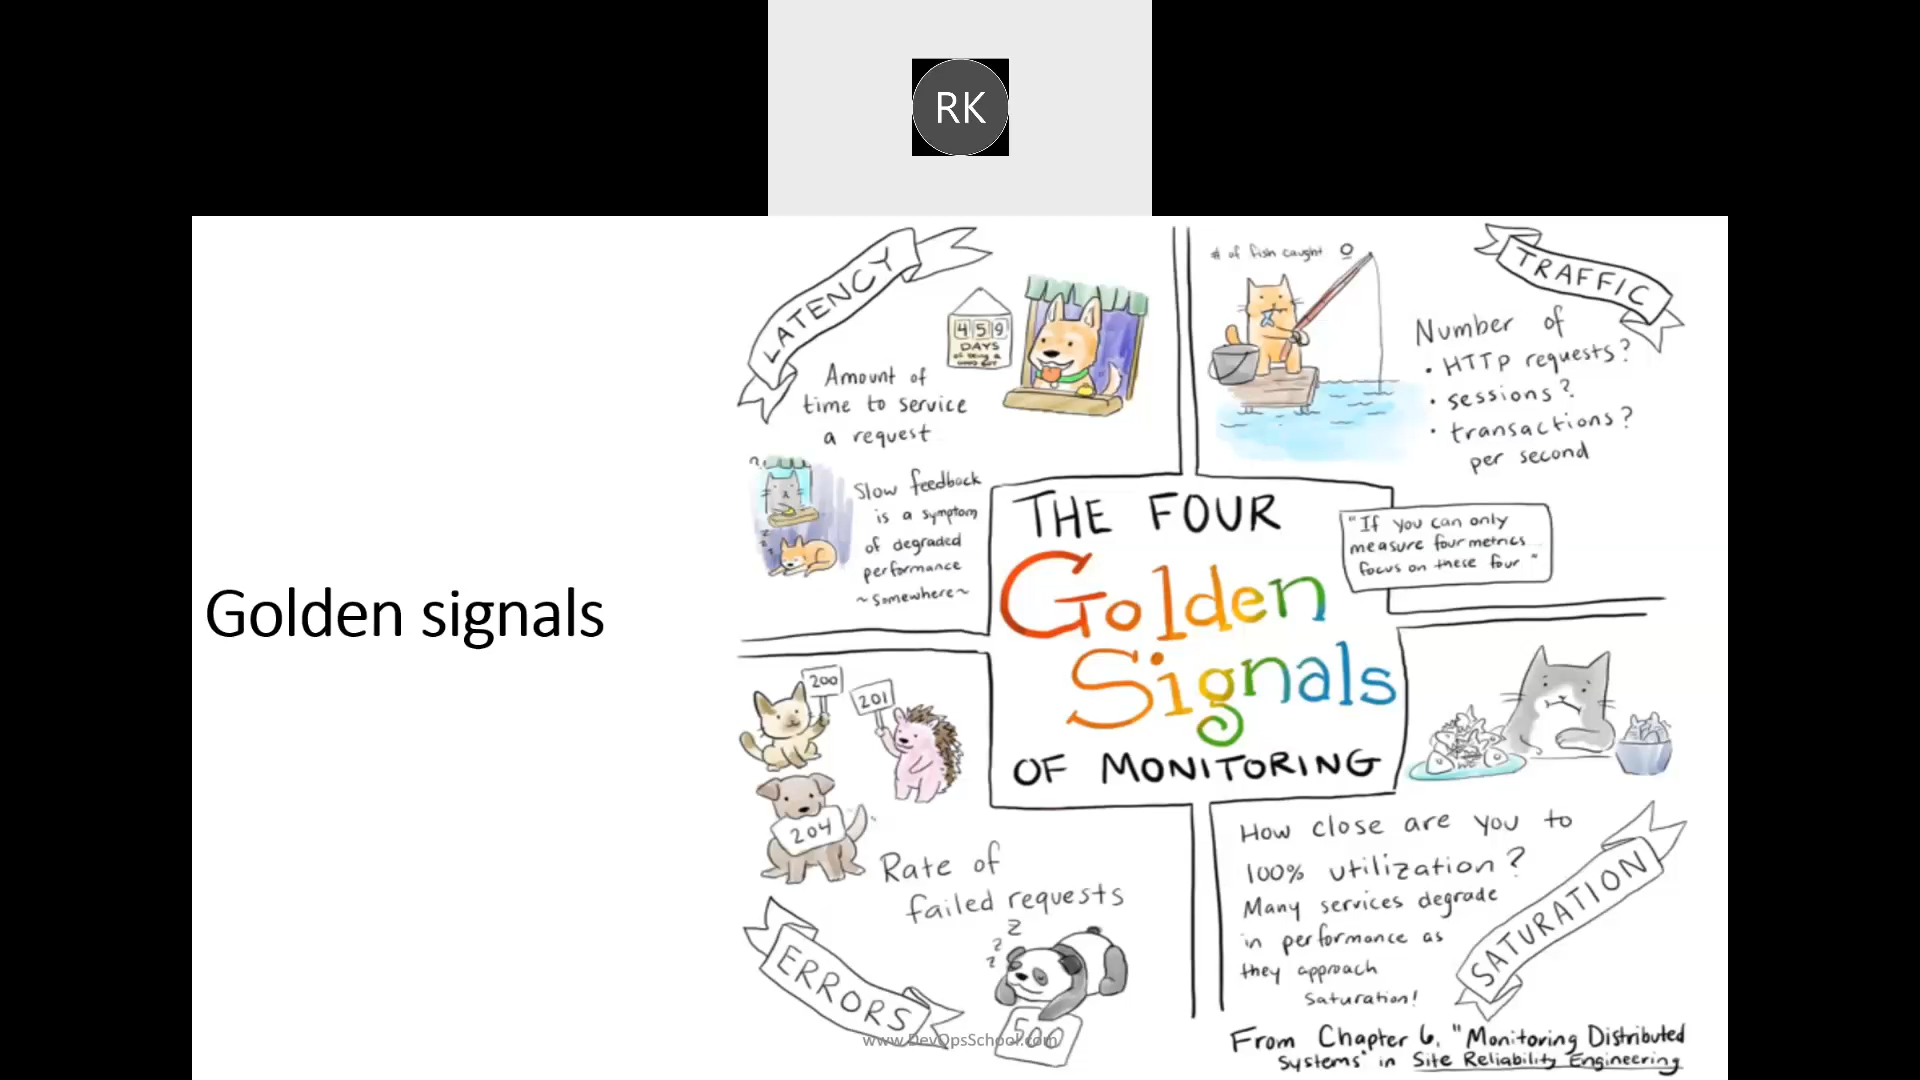 RK
Golden signals
LATENCY
459
DAYS
of being a
good boy
Amount of
time to service
a request
?!
Slow feedback
is a symptom
of degraded
performance
~somewhere~
z
z
z
# of fish caught 0
TRAFFIC
Number of
• HTTP requests?
• sessions?
• transactions?
per second
THE FOUR
Golden
Signals
OF MONITORING
"If you can only
measure four metrics
focus on these four"
200
201
204
Rate of
failed requests
ERRORS
z
z
z
500
How close are you to
100% utilization?
Many services degrade
in performance as
they approach
saturation!
SATURATION
www.DevOpsSchool.com
From Chapter 6, "Monitoring Distributed
Systems" in Site Reliability Engineering